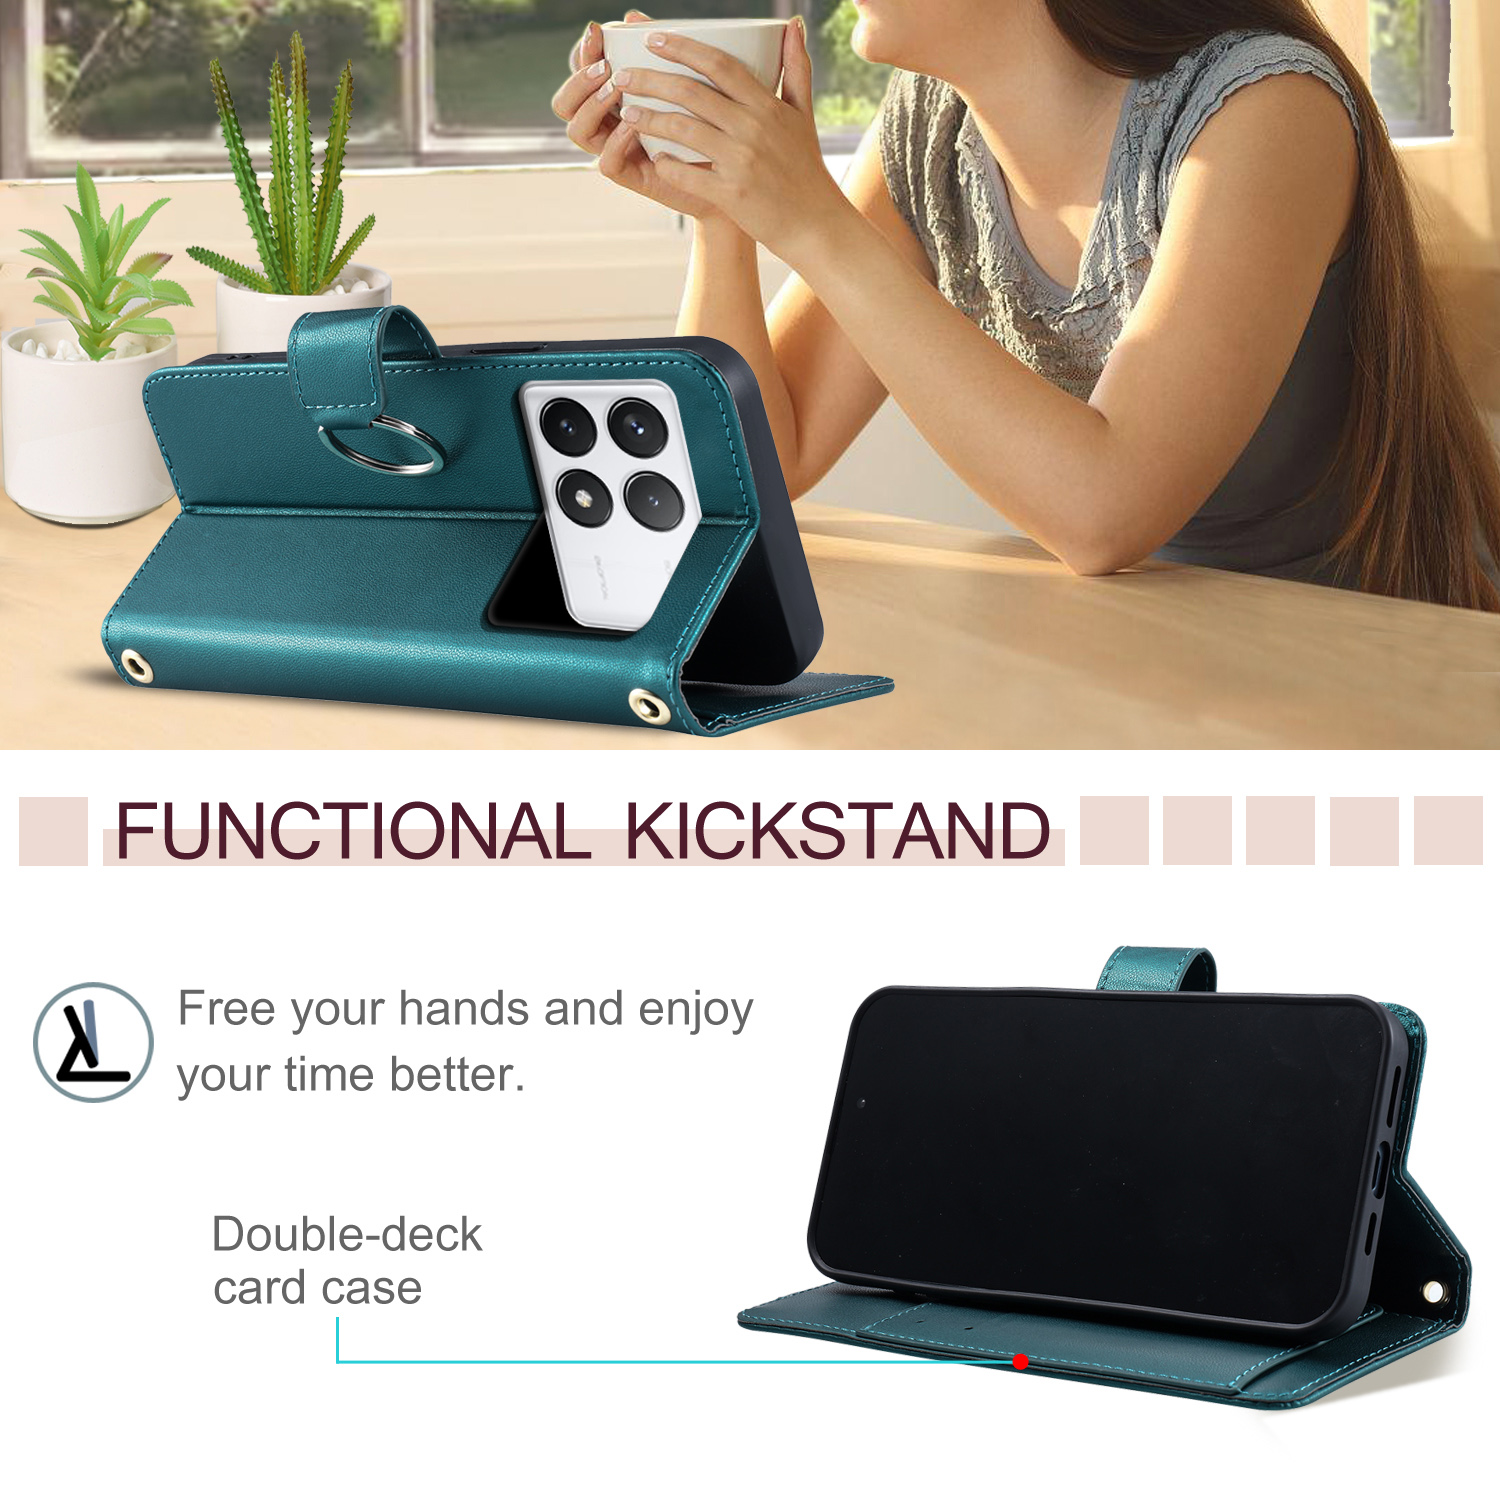 FUNCTIONAL KICKSTAND
Free your hands and enjoy
your time better.
Double-deck
card case